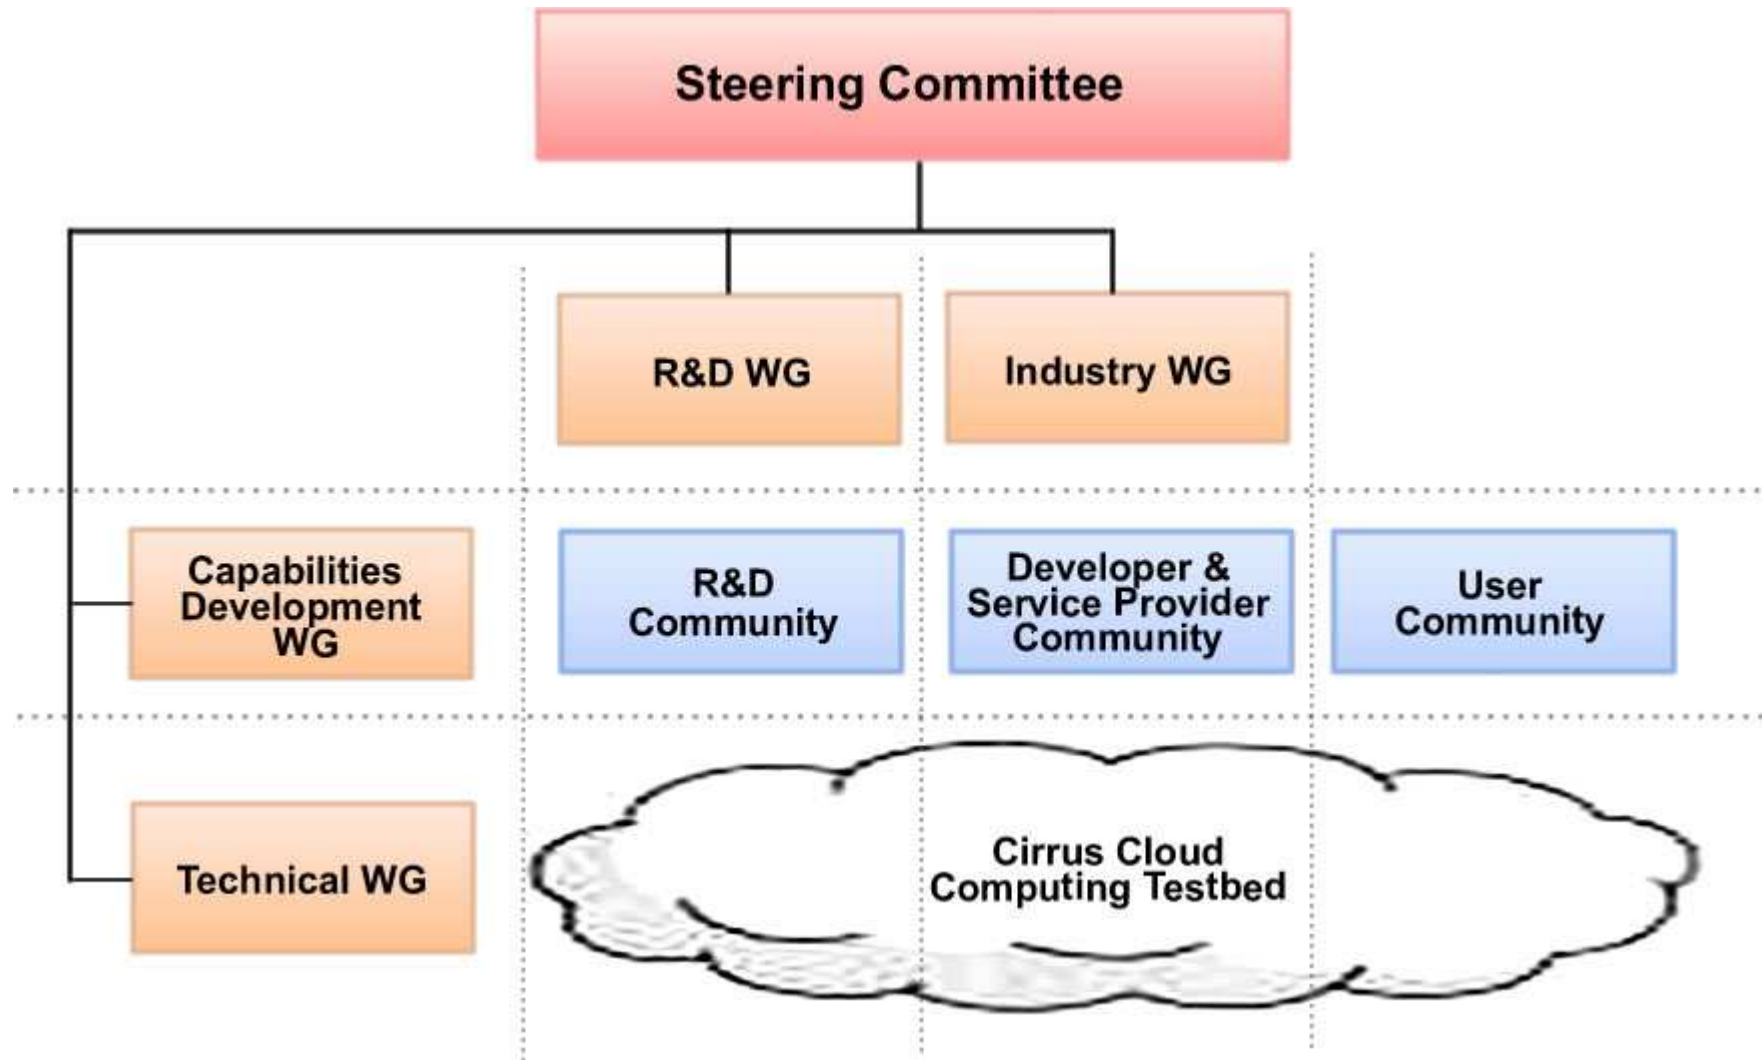 Steering Committee
R&D WG
Industry WG
Capabilities
Development
WG
R&D
Community
Developer &
Service Provider
Community
User
Community
Technical WG
Cirrus Cloud
Computing Testbed